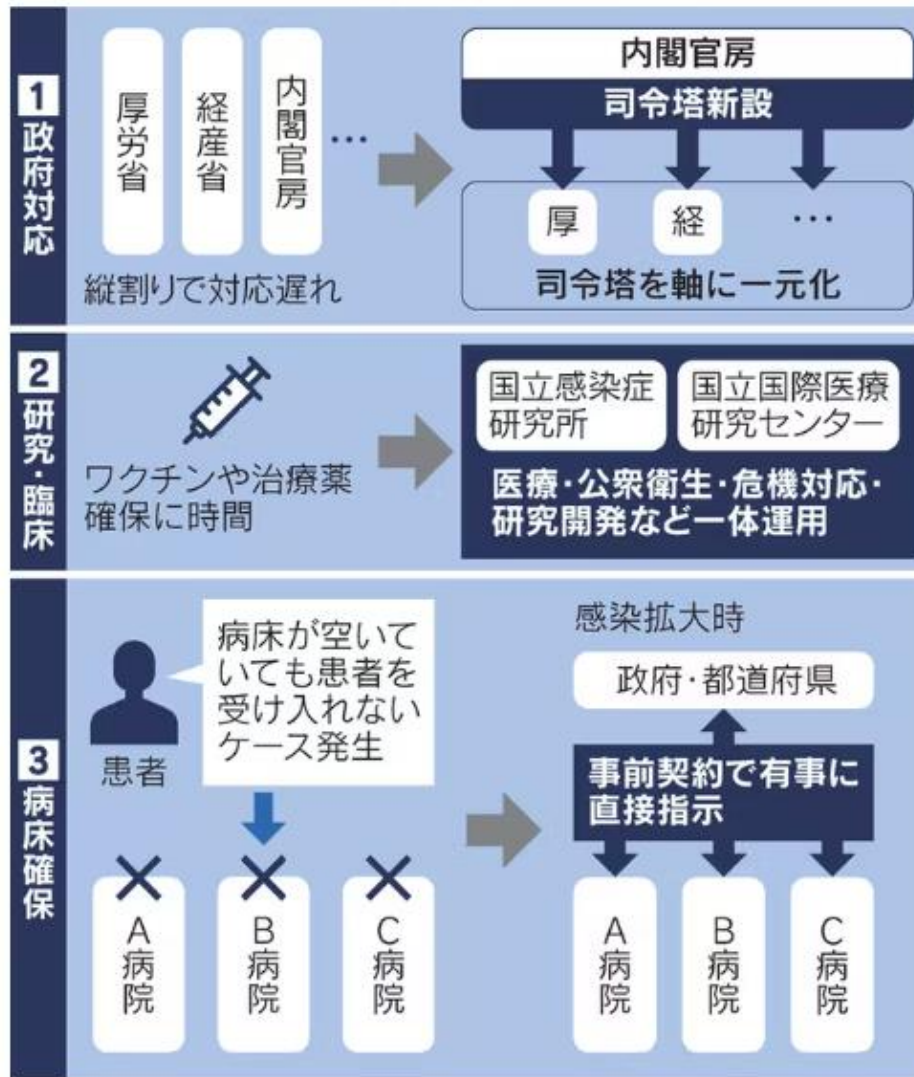 1 政府対応
厚労省
経産省
内閣官房
…
縦割りで対応遅れ
内閣官房
司令塔新設
厚
経
…
司令塔を軸に一元化
2 研究・臨床
ワクチンや治療薬
確保に時間
国立感染症
研究所
国立国際医療
研究センター
医療・公衆衛生・危機対応・
研究開発など一体運用
3 病床確保
患者
病床が空いて
いても患者を
受け入れない
ケース発生
A病院
B病院
C病院
感染拡大時
政府・都道府県
事前契約で有事に
直接指示
A病院
B病院
C病院